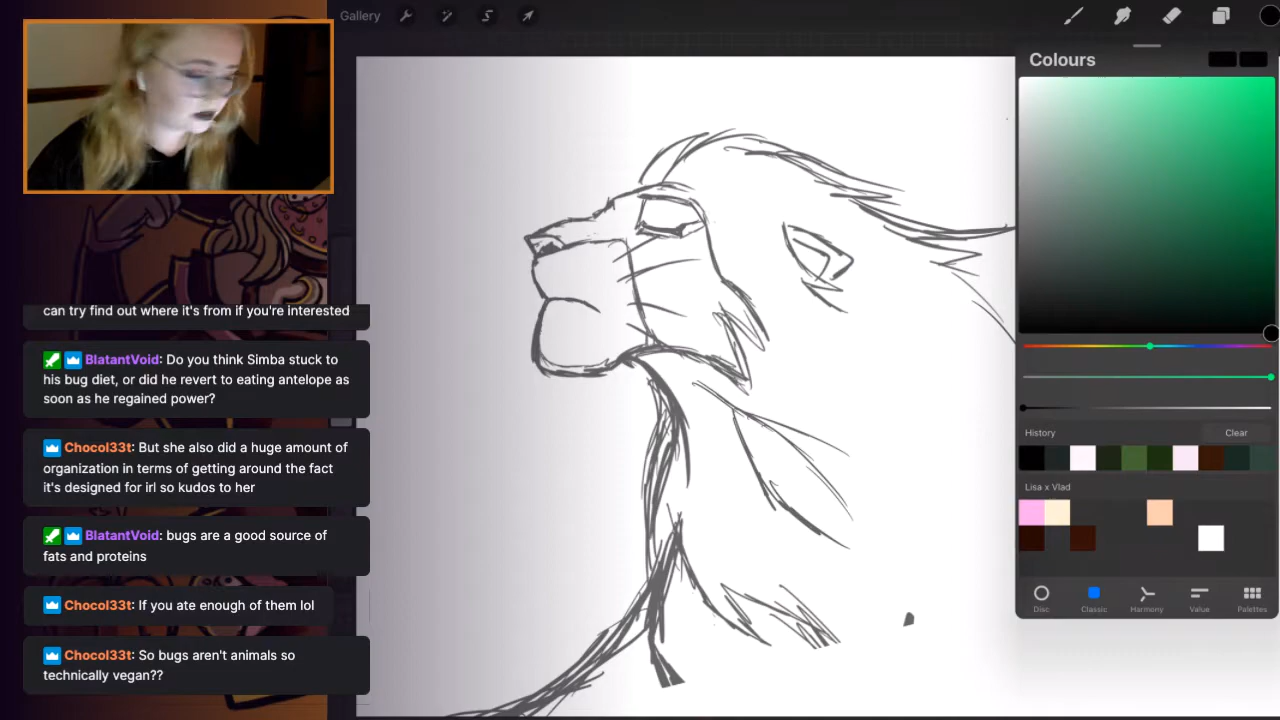 Gallery
Colours
can try find out where it's from if you're interested
BlatantVoid: Do you think Simba stuck to
his bug diet, or did he revert to eating antelope as
soon as he regained power?
Chocol33t: But she also did a huge amount of
organization in terms of getting around the fact
it's designed for irl so kudos to her
BlatantVoid: bugs are a good source of
fats and proteins
Chocol33t: If you ate enough of them lol
Chocol33t: So bugs aren't animals so
technically vegan??
History
Clear
Lisa x Vlad
Disc
Classic
Harmony
Value
Palettes